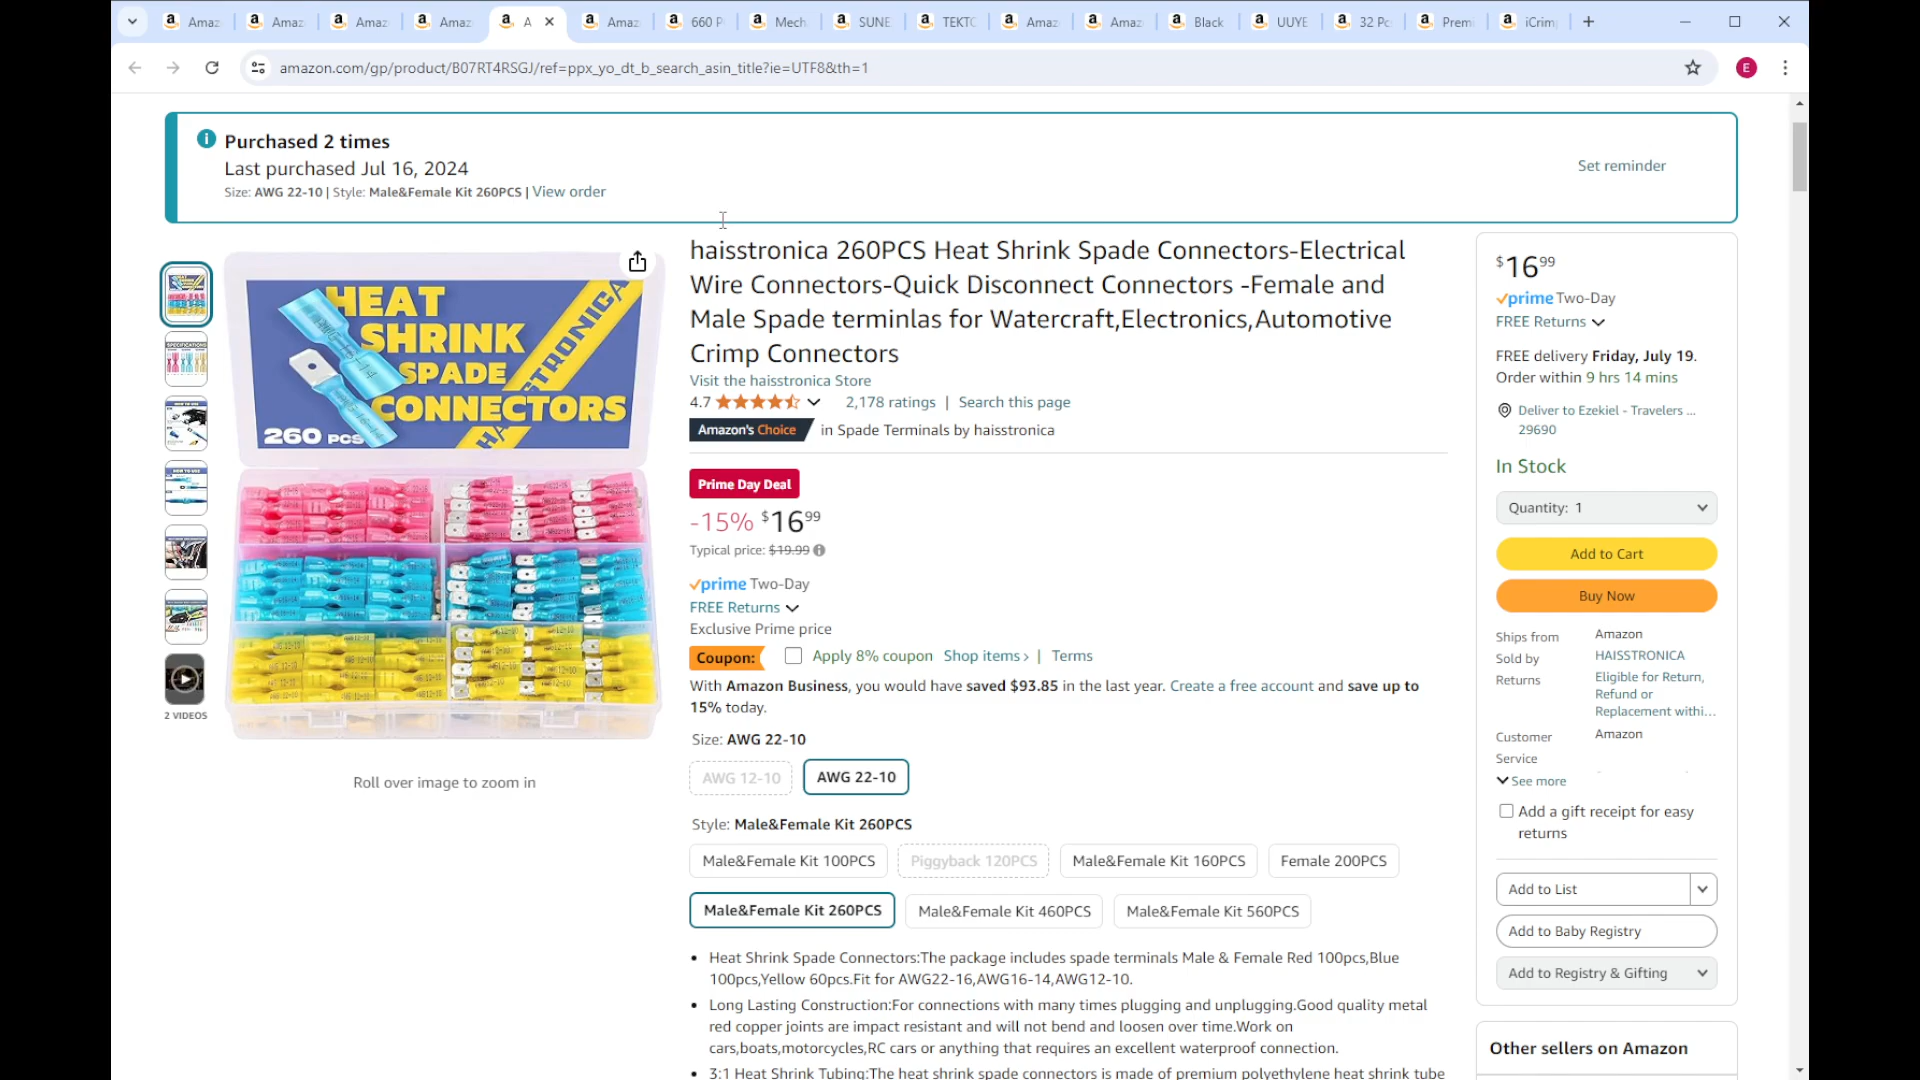 Amaz
Amaz
Amaz
Amaz
A
Amaz
660 P
Mech
SUNE
TEKTO
Amaz
Amaz
Black
UUYE
32 Pc
Premi
iCrimp
amazon.com/gp/product/B07RT4RSGJ/ref=ppx_yo_dt_b_search_asin_title?ie=UTF8&th=1
E
Purchased 2 times
Last purchased Jul 16, 2024
Size: AWG 22-10 | Style: Male&Female Kit 260PCS | View order
Set reminder
HEAT
SHRINK
SPADE
CONNECTORS
260 PCS
2 VIDEOS
Roll over image to zoom in
haisstronica 260PCS Heat Shrink Spade Connectors-Electrical
Wire Connectors-Quick Disconnect Connectors -Female and
Male Spade terminlas for Watercraft,Electronics,Automotive
Crimp Connectors
Visit the haisstronica Store
4.7 2,178 ratings | Search this page
Amazon's Choice in Spade Terminals by haisstronica
Prime Day Deal
-15% $16 99
Typical price: $19.99
prime Two-Day
FREE Returns
Exclusive Prime price
Coupon: Apply 8% coupon Shop items › | Terms
With Amazon Business, you would have saved $93.85 in the last year. Create a free account and save up to
15% today.
Size: AWG 22-10
AWG 12-10 AWG 22-10
Style: Male&Female Kit 260PCS
Male&Female Kit 100PCS Piggyback 120PCS Male&Female Kit 160PCS Female 200PCS
Male&Female Kit 260PCS Male&Female Kit 460PCS Male&Female Kit 560PCS
• Heat Shrink Spade Connectors:The package includes spade terminals Male & Female Red 100pcs,Blue
100pcs,Yellow 60pcs.Fit for AWG22-16,AWG16-14,AWG12-10.
• Long Lasting Construction:For connections with many times plugging and unplugging.Good quality metal
red copper joints are impact resistant and will not bend and loosen over time.Work on
cars,boats,motorcycles,RC cars or anything that requires an excellent waterproof connection.
• 3:1 Heat Shrink Tubing:The heat shrink spade connectors is made of premium polyethylene heat shrink tube
$16 99
prime Two-Day
FREE Returns
FREE delivery Friday, July 19.
Order within 9 hrs 14 mins
Deliver to Ezekiel - Travelers ...
29690
In Stock
Quantity: 1
Add to Cart
Buy Now
Ships from Amazon
Sold by HAISSTRONICA
Returns Eligible for Return,
Refund or
Replacement withi...
Customer Amazon
Service
See more
Add a gift receipt for easy
returns
Add to List
Add to Baby Registry
Add to Registry & Gifting
Other sellers on Amazon